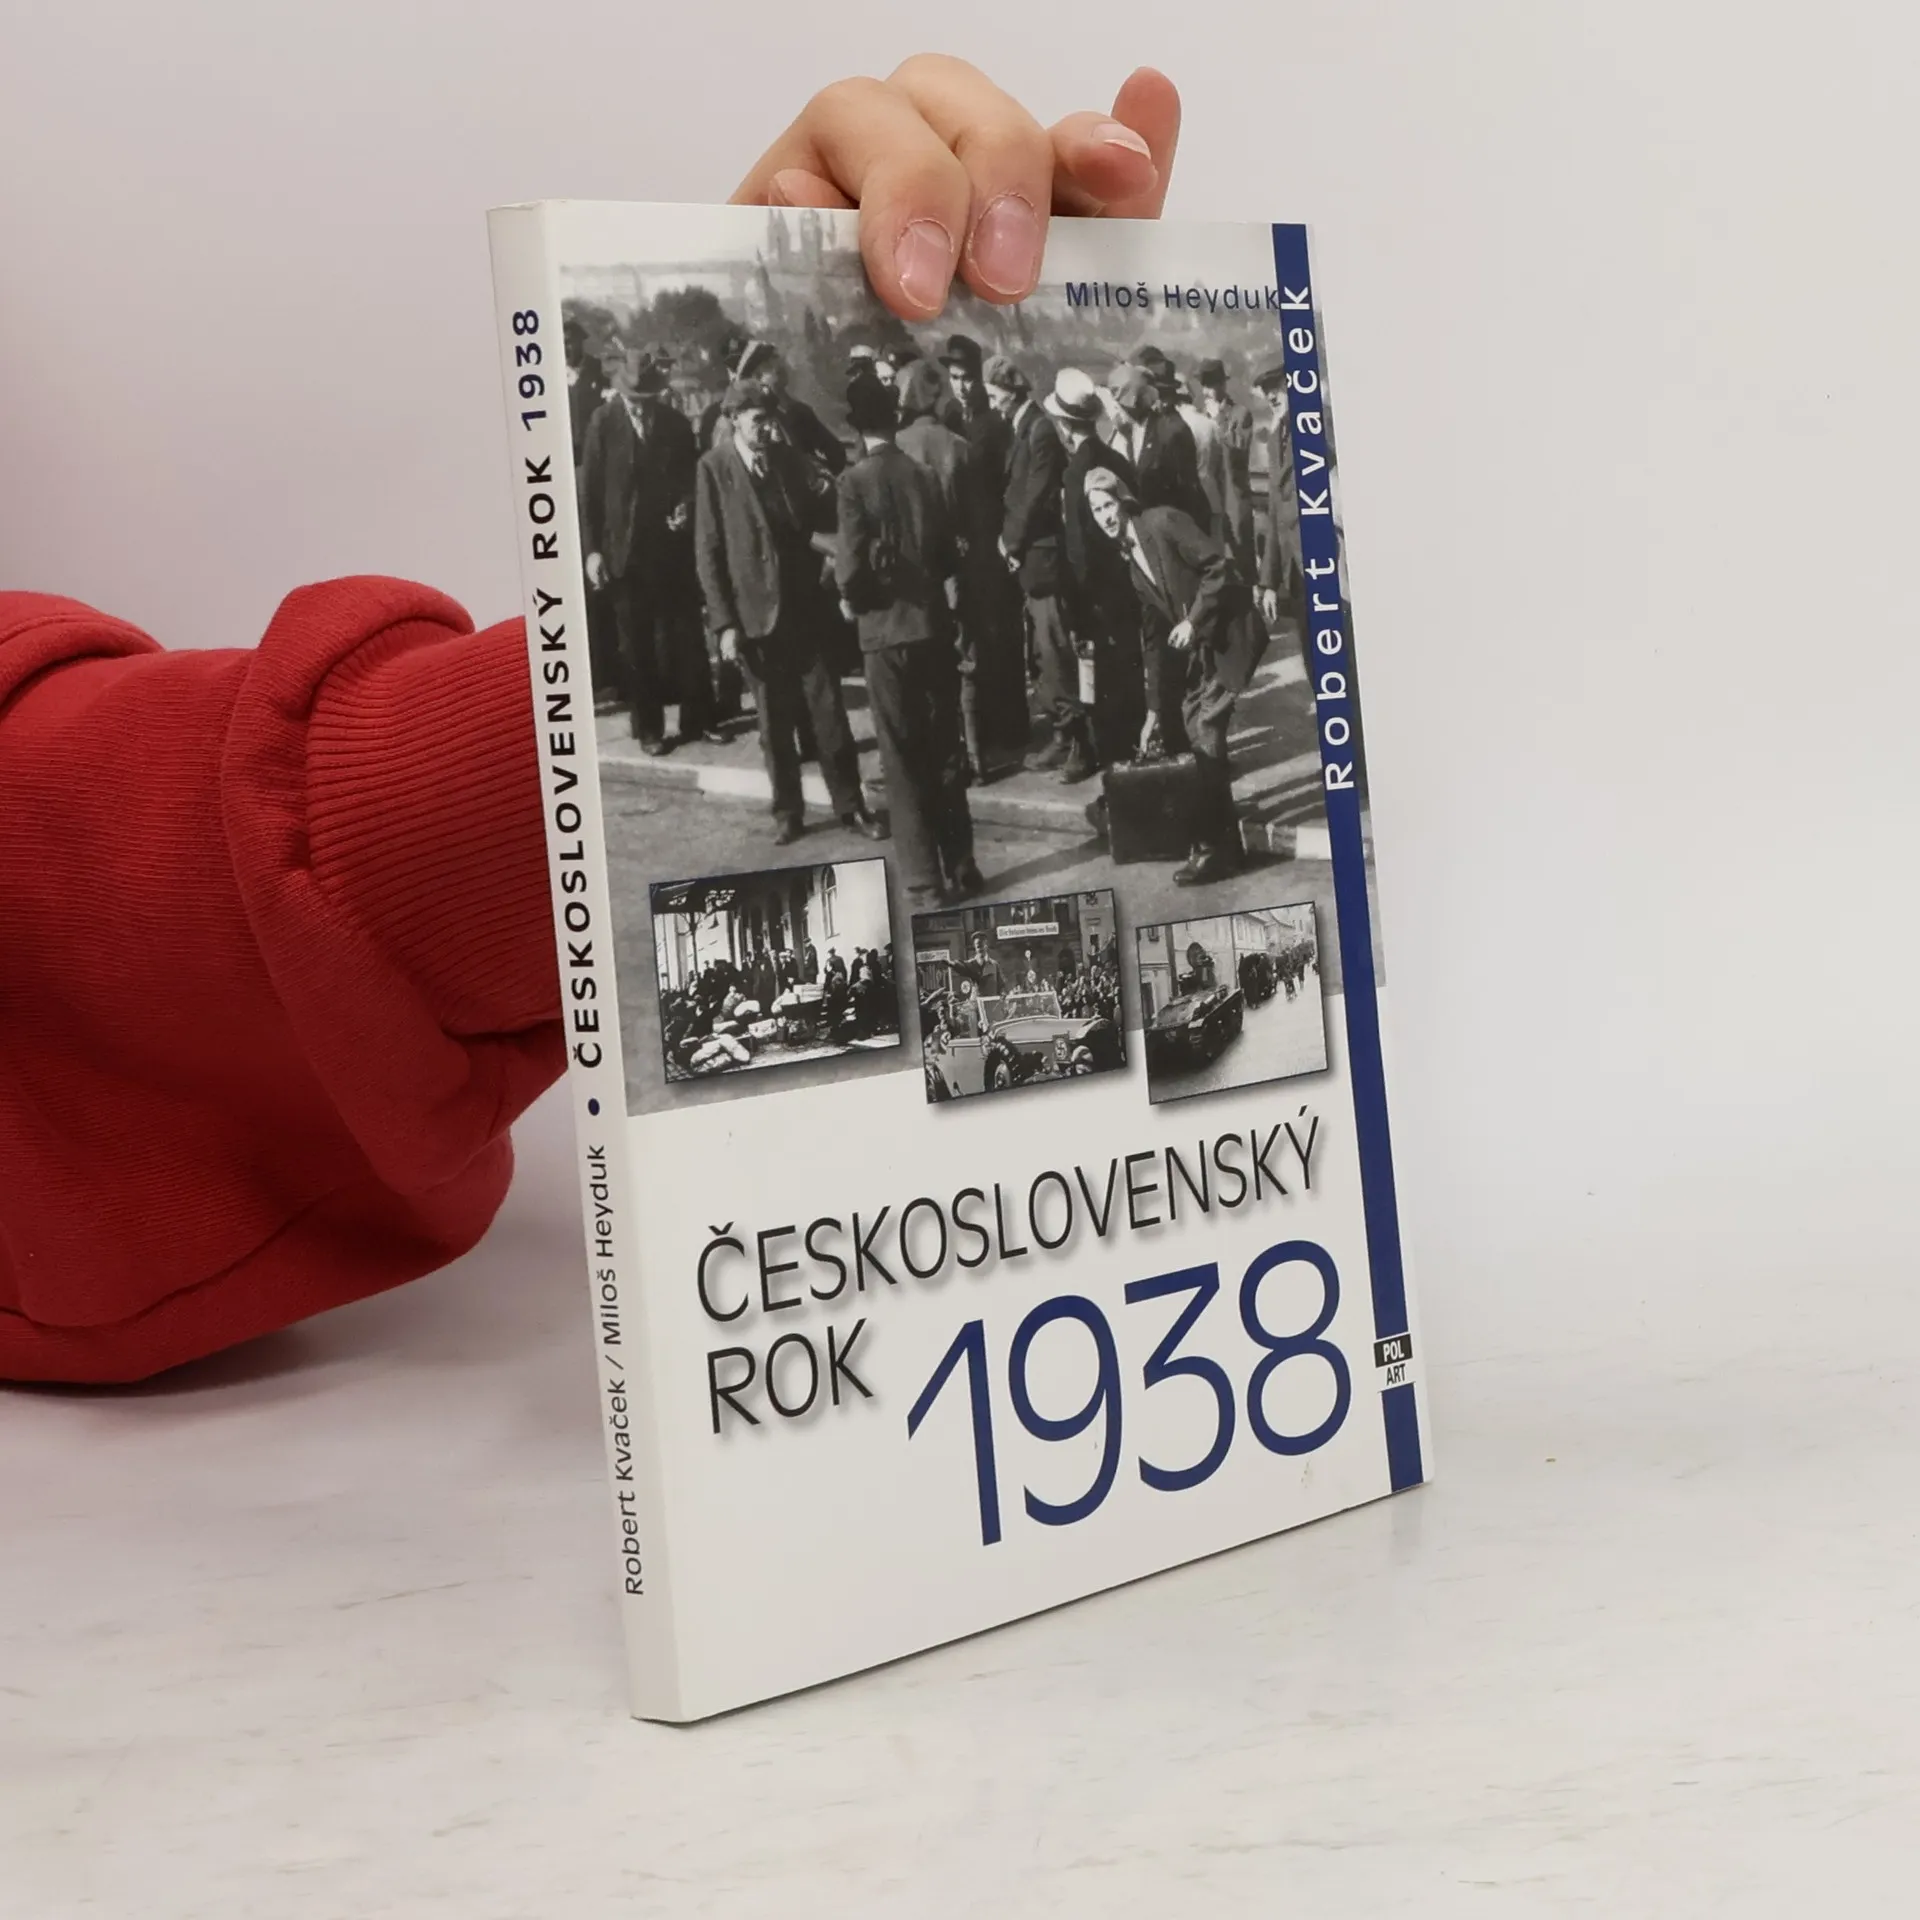 ČESKOSLOVENSKÝ ROK 1938
Robert Kvaček / Miloš Heyduk •
Miloš Heyduk
Robert Kvaček
ČESKOSLOVENSKÝ
ROK 1938
POL
ART